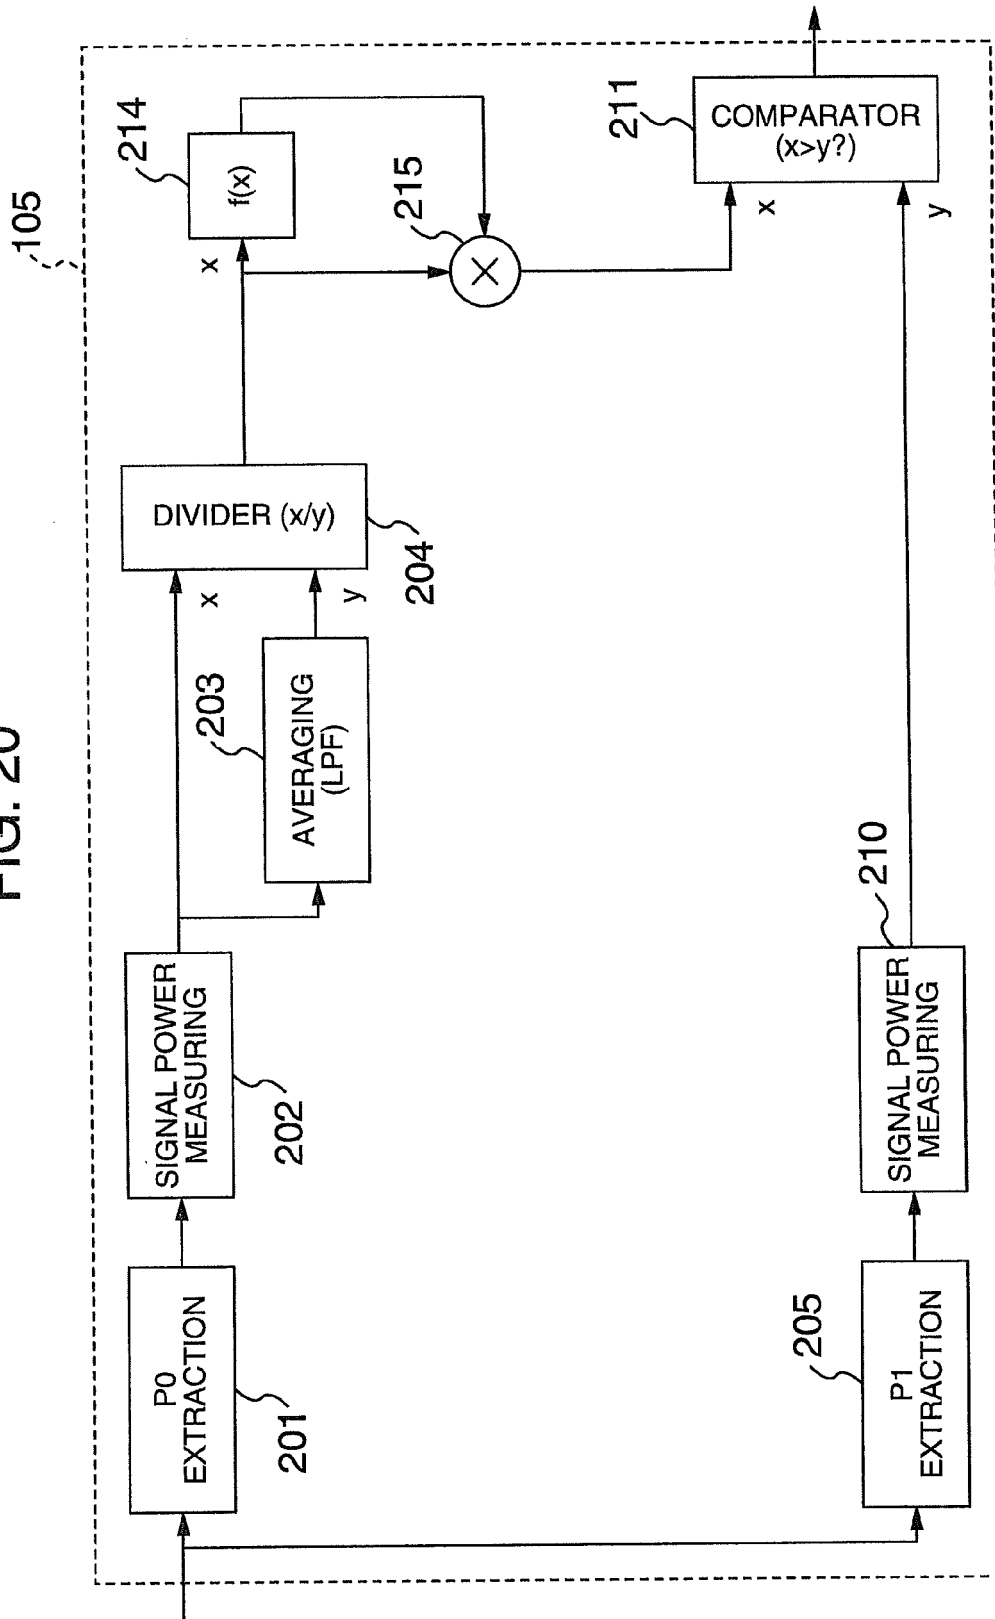 FIG. 20
105
P0
EXTRACTION
201
SIGNAL POWER
MEASURING
202
AVERAGING
(LPF)
203
x
y
DIVIDER (x/y)
204
x
f(x)
214
215
×
P1
EXTRACTION
205
SIGNAL POWER
MEASURING
210
x
y
COMPARATOR
(x>y?)
211